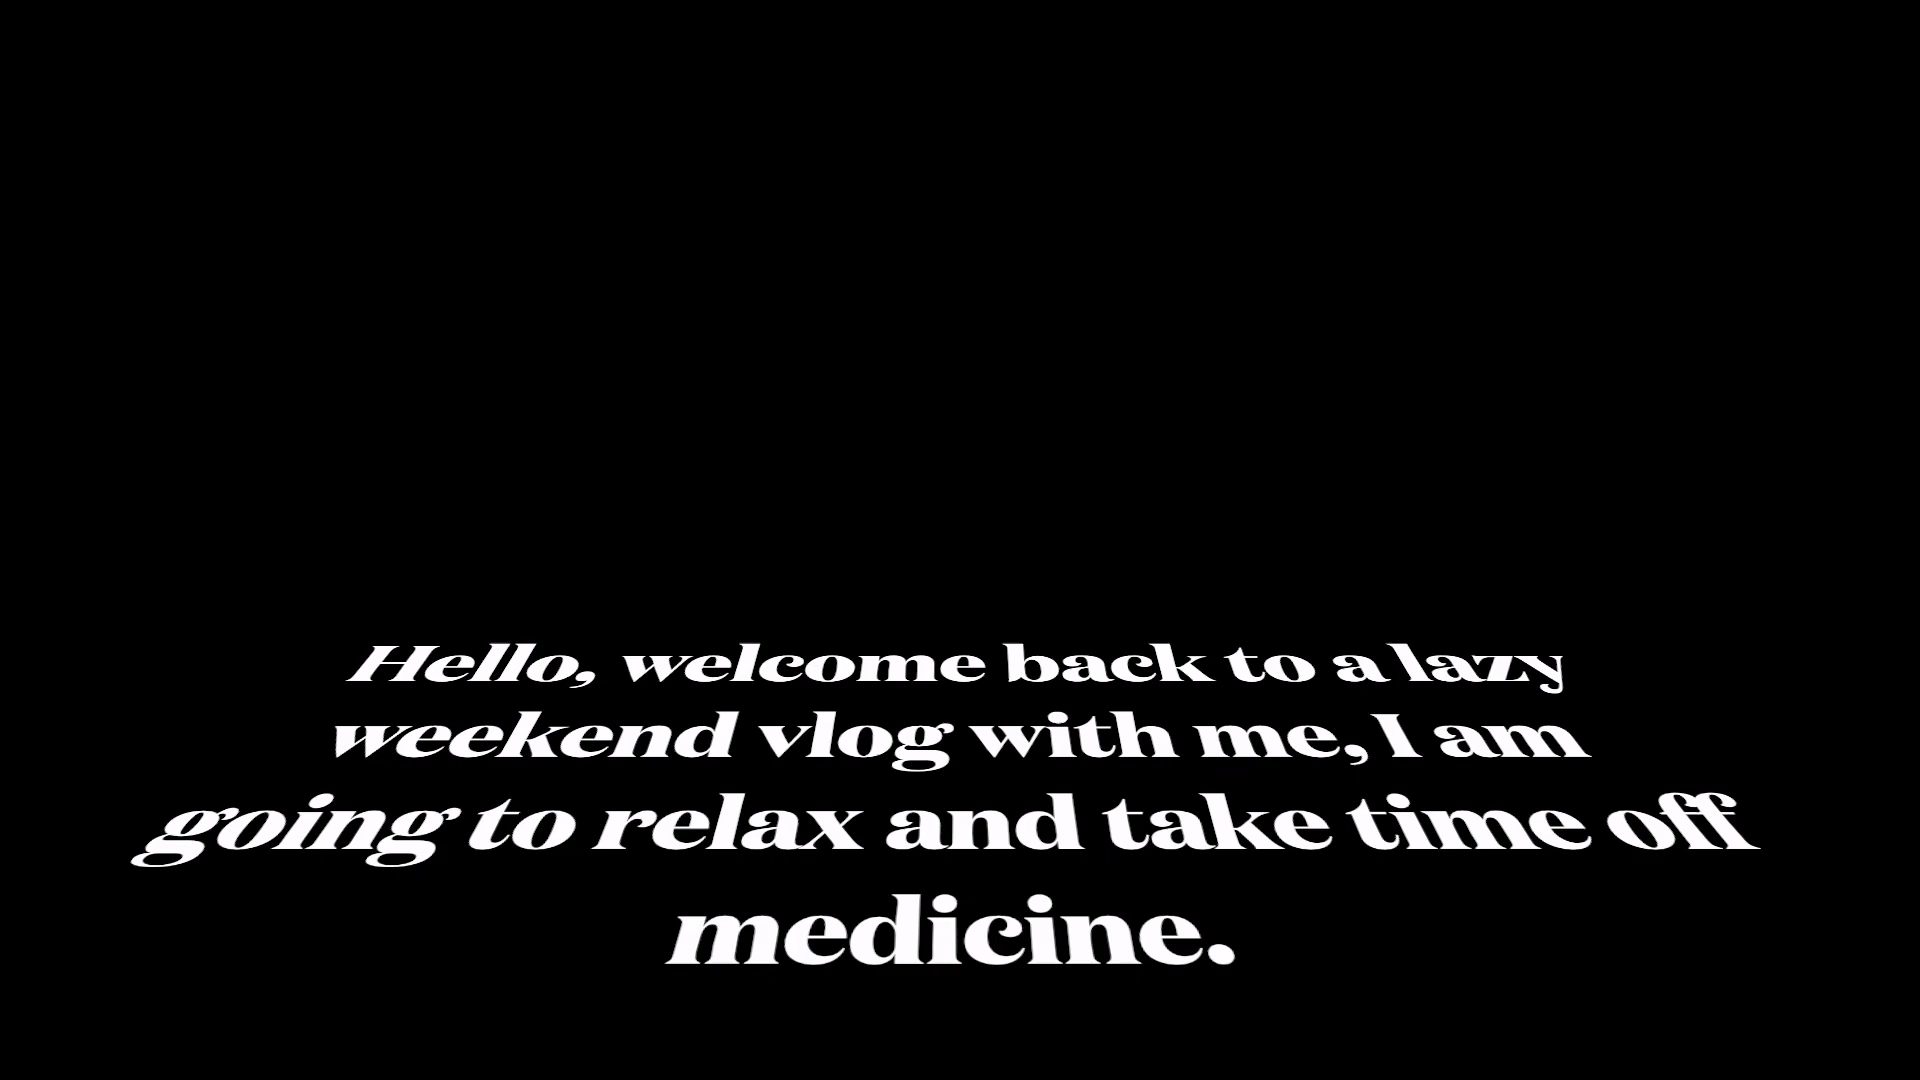 Hello, welcome back to a lazy
weekend vlog with me, I am
going to relax and take time off
medicine.